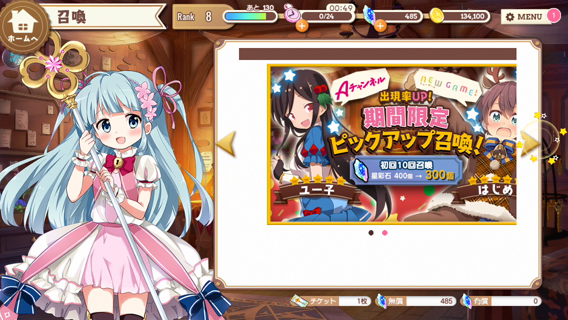 召喚
ホームへ
Rank 8
あと 130
00:49
0/24
485
134,100
MENU
1
Aチャンネル
NEW GAME!
出現率UP!
期間限定
ピックアップ召喚!
初回10回召喚
星彩石 400個 → 300個
ユー子
はじめ
チケット 1枚
無償 485
有償 0